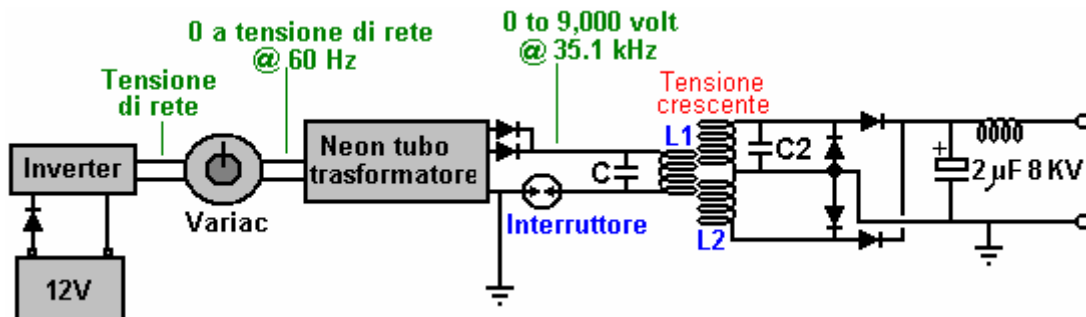 0 a tensione di rete
@ 60 Hz
0 to 9,000 volt
@ 35.1 kHz
Tensione
di rete
Tensione
crescente
Inverter
Variac
Neon tubo
trasformatore
C
L1
C2
+
2 µF 8 KV
Interruttore
L2
12V